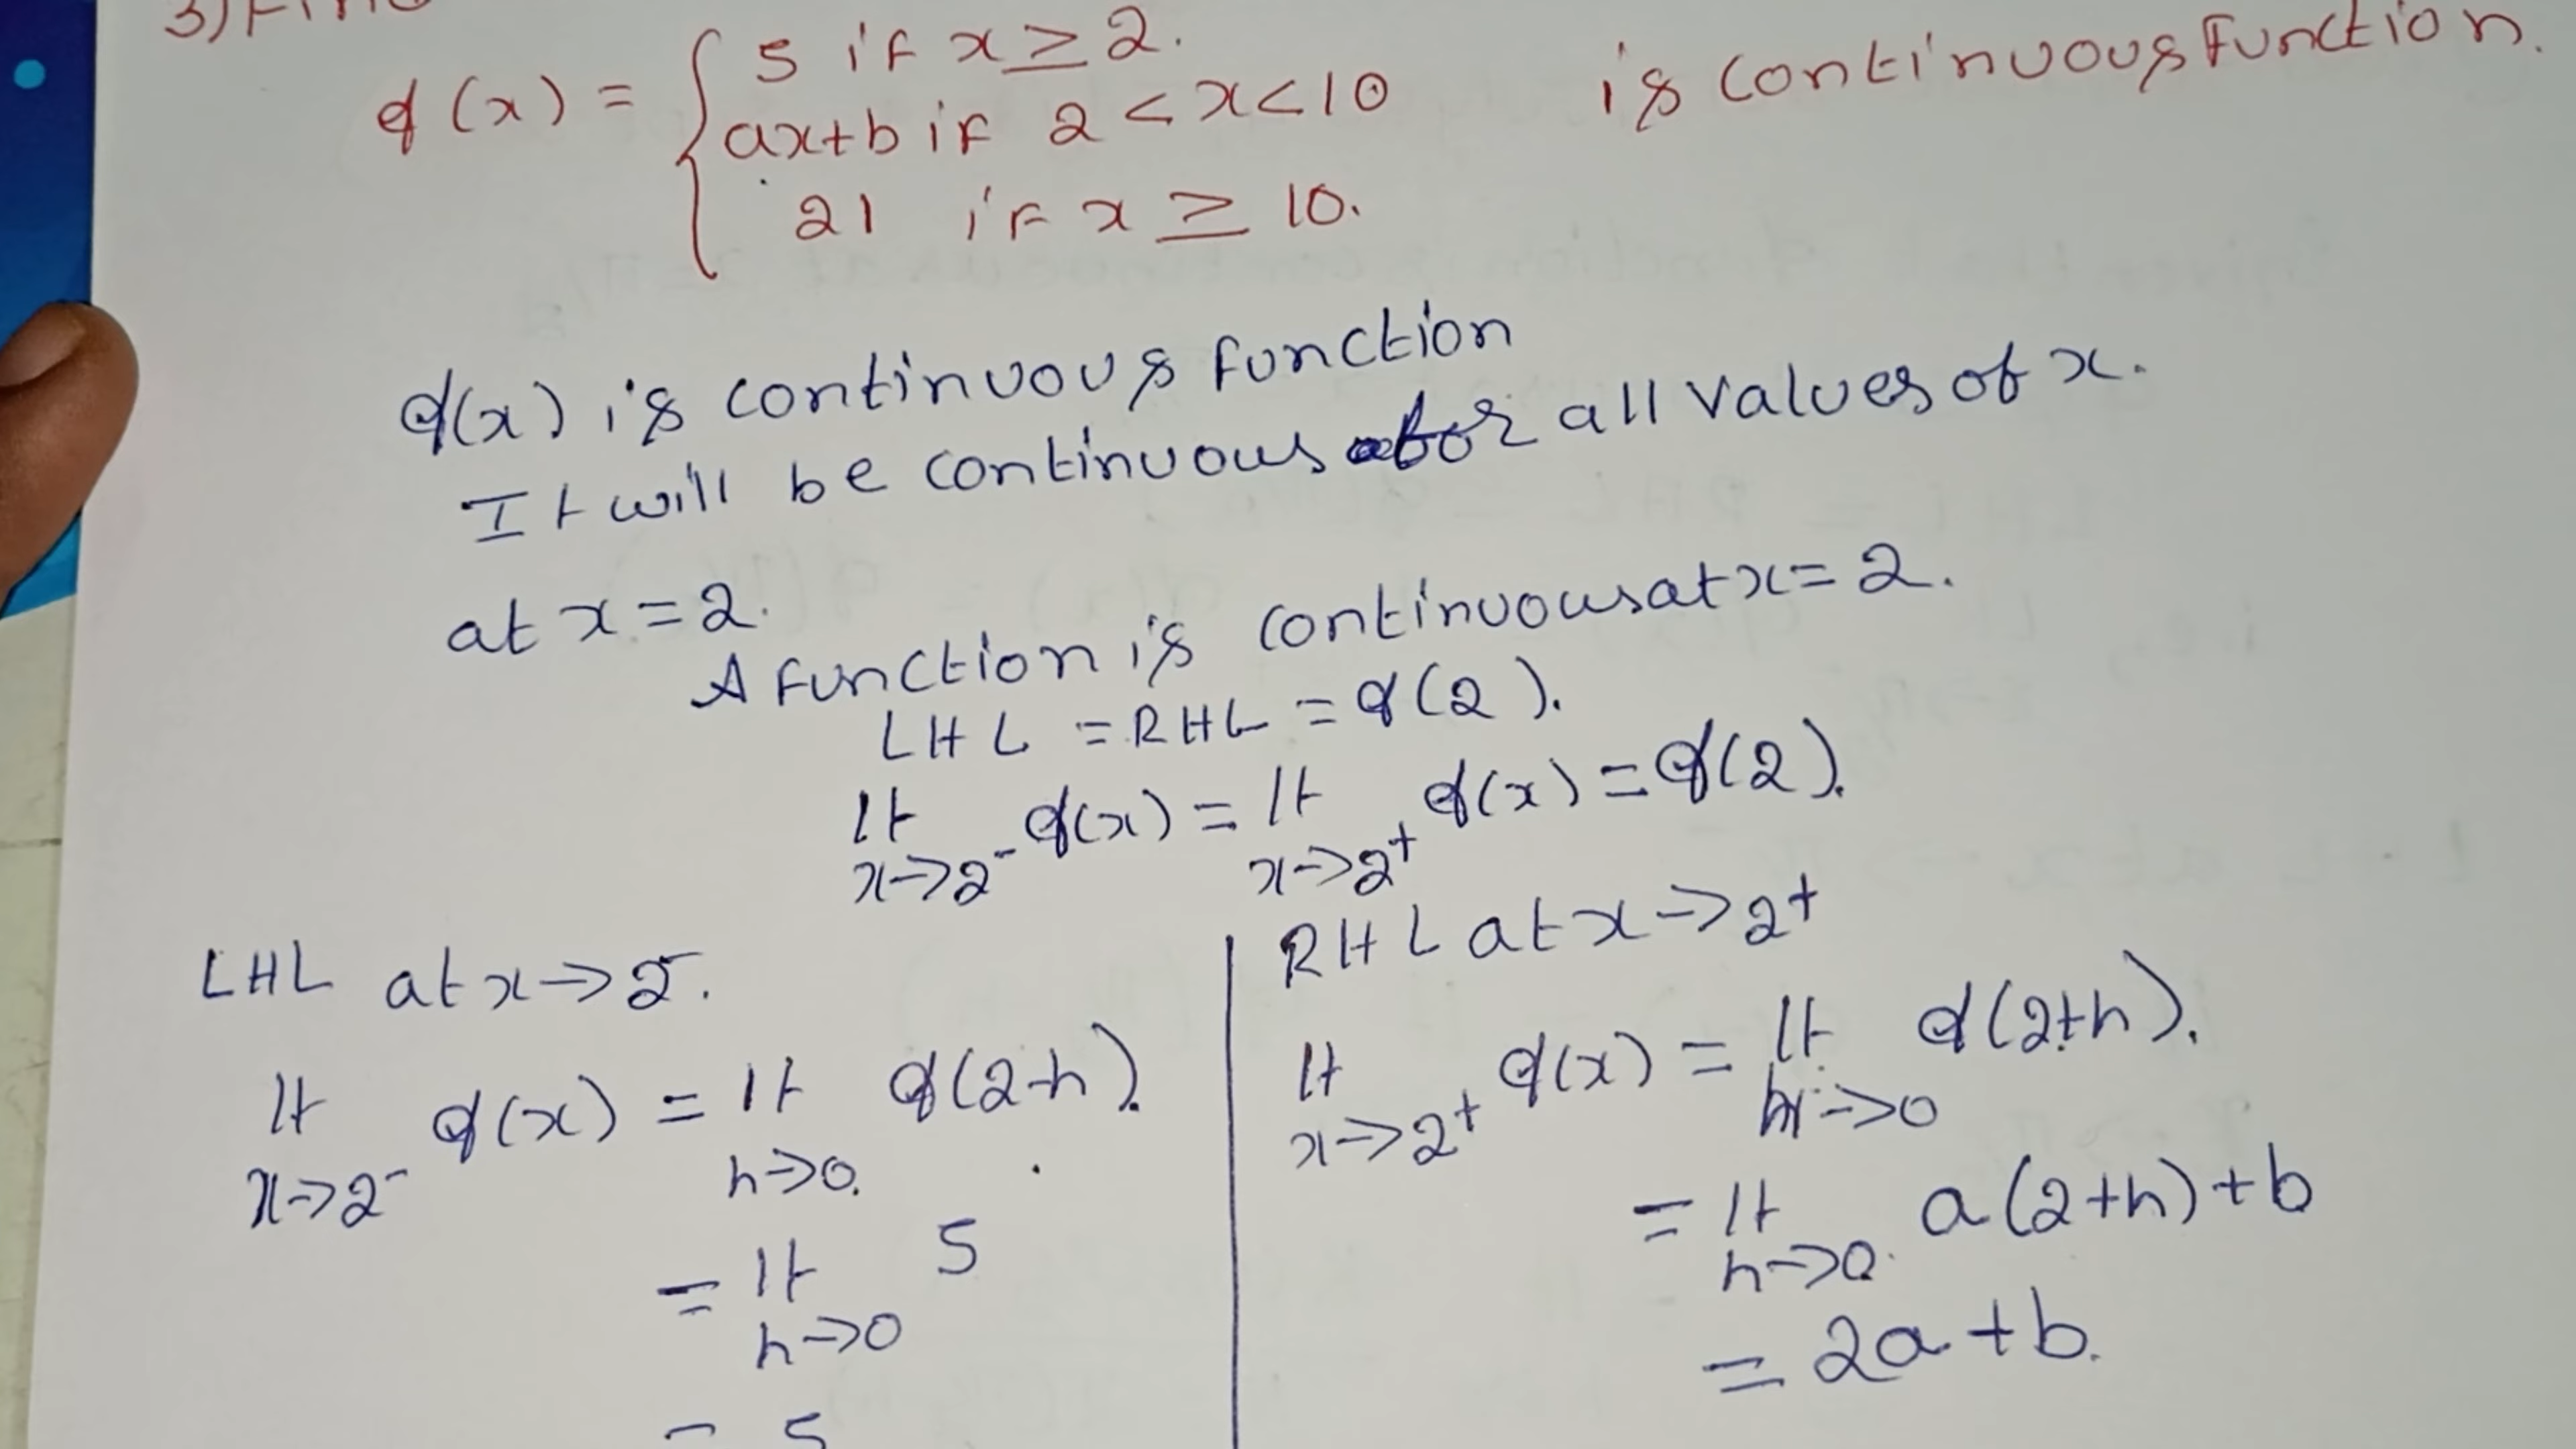 3) Find
f(x) = { 5 if x ≥ 2.
ax+b if 2 < x < 10 is continuous function.
21 if x ≥ 10.
f(x) is continuous function
It will be continuous for all values of x.
at x = 2.
A function is continuous at x = 2.
LHL = RHL = f(2).
lt x→2⁻ f(x) = lt x→2⁺ f(x) = f(2).
LHL at x→2⁻.
lt x→2⁻ f(x) = lt h→0 f(2-h).
= lt h→0 5
= 5
RHL at x→2⁺
lt x→2⁺ f(x) = lt h→0 f(2+h).
= lt h→0 a(2+h)+b
= 2a+b.